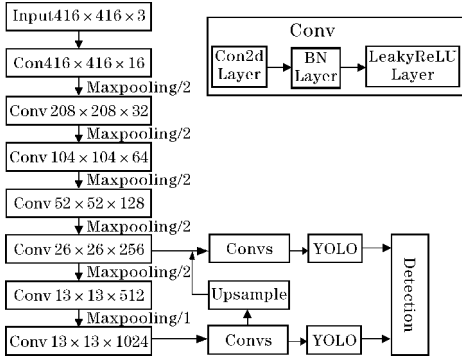 Input416×416×3
Con416×416×16
Maxpooling/2
Conv 208×208×32
Maxpooling/2
Conv 104×104×64
Maxpooling/2
Conv 52×52×128
Maxpooling/2
Conv 26×26×256
Maxpooling/2
Conv 13×13×512
Maxpooling/1
Conv 13×13×1024
Conv
Con2d
Layer
BN
Layer
LeakyReLU
Layer
Convs
YOLO
Upsample
Convs
YOLO
Detection